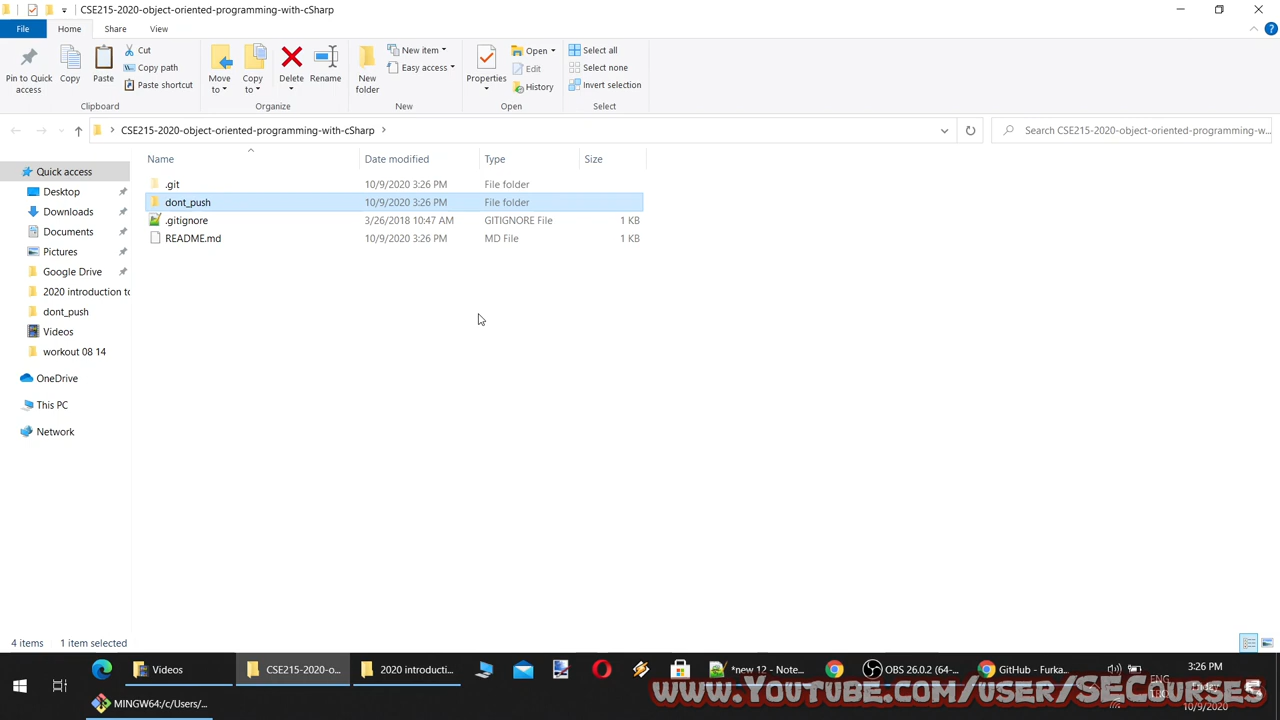 CSE215-2020-object-oriented-programming-with-cSharp
File Home Share View
Pin to Quick access
Copy
Paste
Cut
Copy path
Paste shortcut
Move to
Copy to
Delete
Rename
New folder
New item
Easy access
Properties
Open
Edit
History
Select all
Select none
Invert selection
Clipboard Organize New Open Select
CSE215-2020-object-oriented-programming-with-cSharp
Search CSE215-2020-object-oriented-programming-w...
Name Date modified Type Size
.git 10/9/2020 3:26 PM File folder
dont_push 10/9/2020 3:26 PM File folder
.gitignore 3/26/2018 10:47 AM GITIGNORE File 1 KB
README.md 10/9/2020 3:26 PM MD File 1 KB
Quick access
Desktop
Downloads
Documents
Pictures
Google Drive
2020 introduction to
dont_push
Videos
workout 08 14
OneDrive
This PC
Network
4 items 1 item selected
Videos
CSE215-2020-o...
2020 introducti...
*new 12 - Note...
OBS 26.0.2 (64-...
GitHub - Furka...
MINGW64:/c/Users/...
ENG
3:26 PM
10/9/2020
www.YouTube.com/user/SECourses